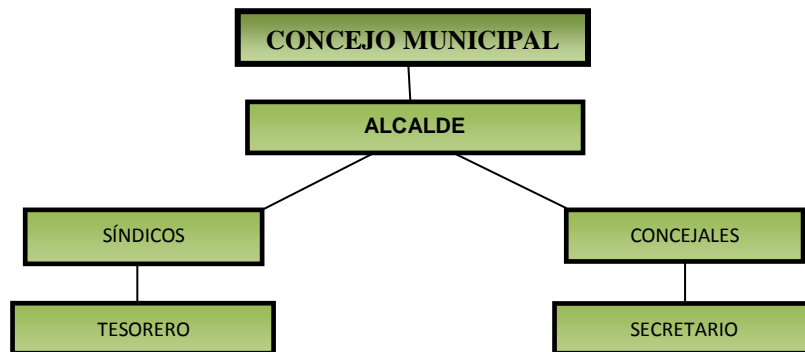 CONCEJO MUNICIPAL
ALCALDE
SÍNDICOS
CONCEJALES
TESORERO
SECRETARIO